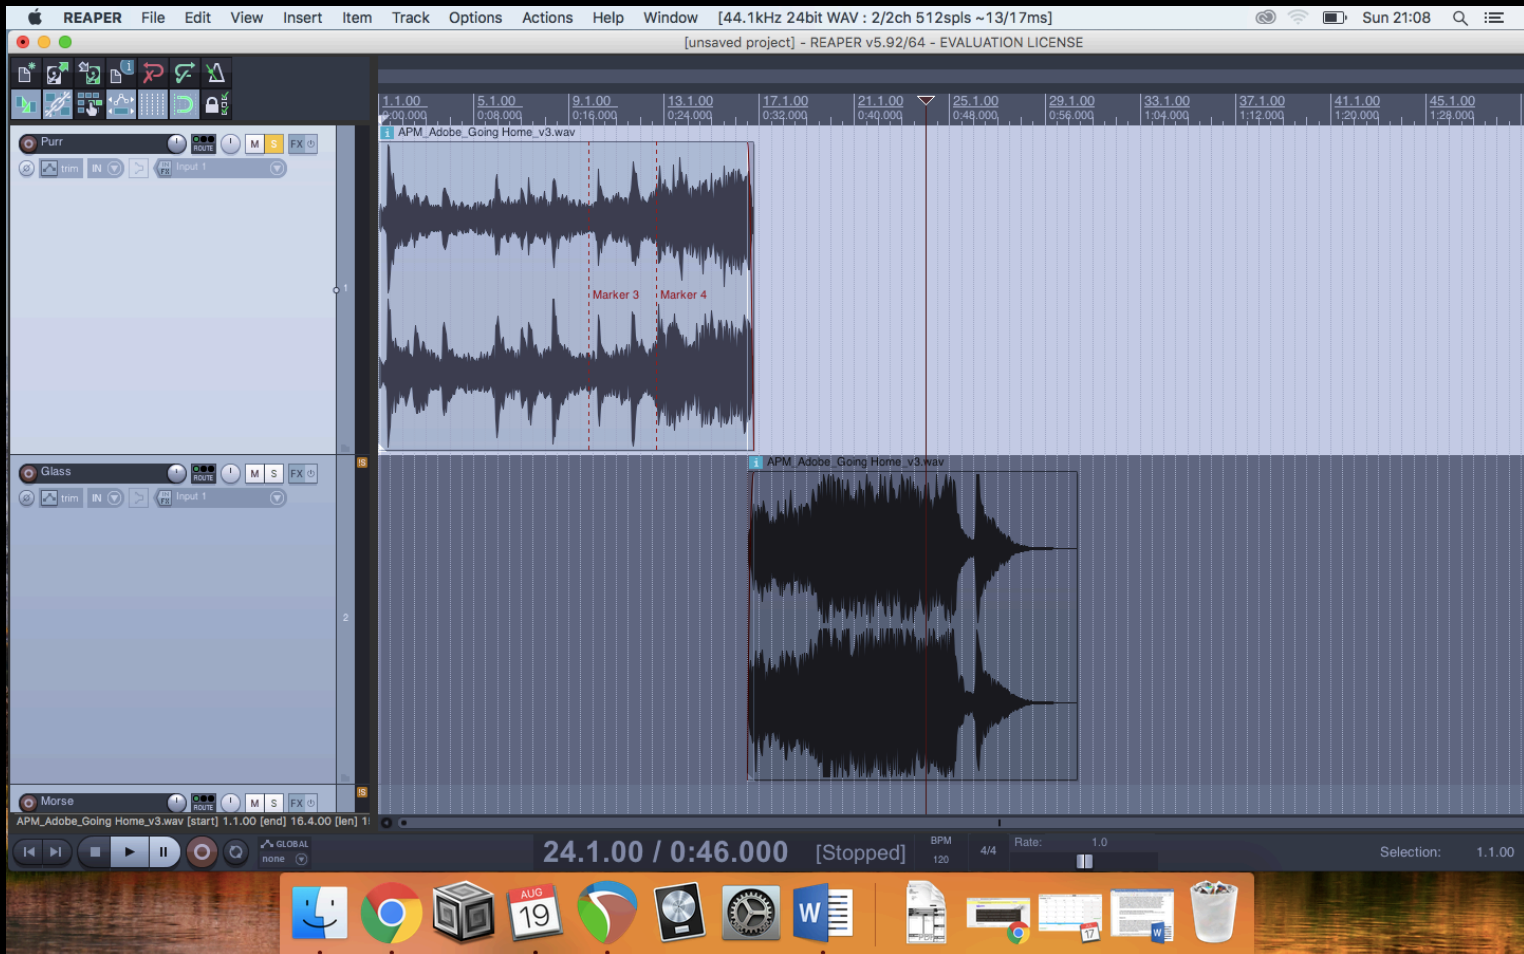 REAPER File Edit View Insert Item Track Options Actions Help Window [44.1kHz 24bit WAV : 2/2ch 512spls ~13/17ms] Sun 21:08
[unsaved project] - REAPER v5.92/64 - EVALUATION LICENSE
1.1.00 5.1.00 9.1.00 13.1.00 17.1.00 21.1.00 25.1.00 29.1.00 33.1.00 37.1.00 41.1.00 45.1.00
0:00.000 0:08.000 0:16.000 0:24.000 0:32.000 0:40.000 0:48.000 0:56.000 1:04.000 1:12.000 1:20.000 1:28.000
i APM_Adobe_Going Home_v3.wav
Purr ROUTE M S FX
trim IN FX Input 1
1
Marker 3 Marker 4
Glass ROUTE M S FX
trim IN FX Input 1
2
i APM_Adobe_Going Home_v3.wav
Morse ROUTE M S FX
APM_Adobe_Going Home_v3.wav [start] 1.1.00 [end] 16.4.00 [len]
GLOBAL
none
24.1.00 / 0:46.000 [Stopped]
BPM
120
4/4
Rate: 1.0
Selection: 1.1.00
AUG
19
W
17
W